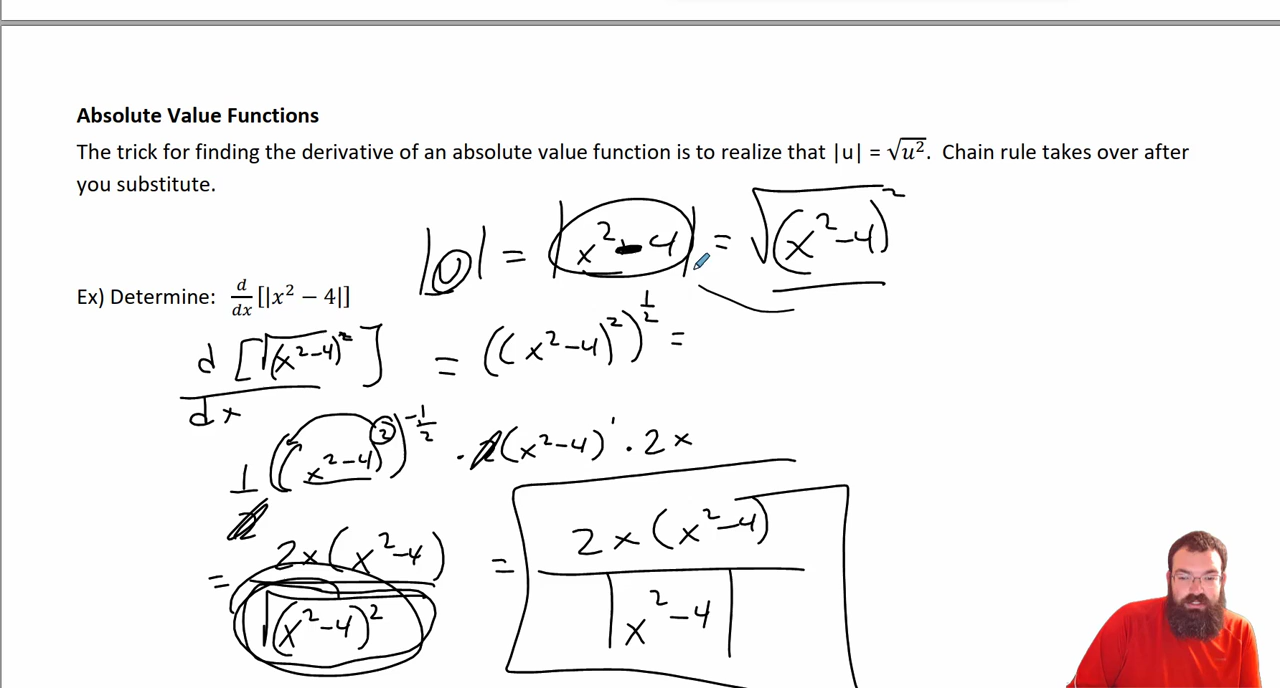 Absolute Value Functions
The trick for finding the derivative of an absolute value function is to realize that |u| = √u². Chain rule takes over after
you substitute.
|()| = |x² - 4| = √(x² - 4)²
Ex) Determine: d/dx [|x² − 4|]
d/dx [√(x² - 4)²] = ((x² - 4)²)^1/2 =
1/2 ((x² - 4)²)^-1/2 · 2(x² - 4)' · 2x
= 2x(x² - 4) / √(x² - 4)² = 2x(x² - 4) / |x² - 4|